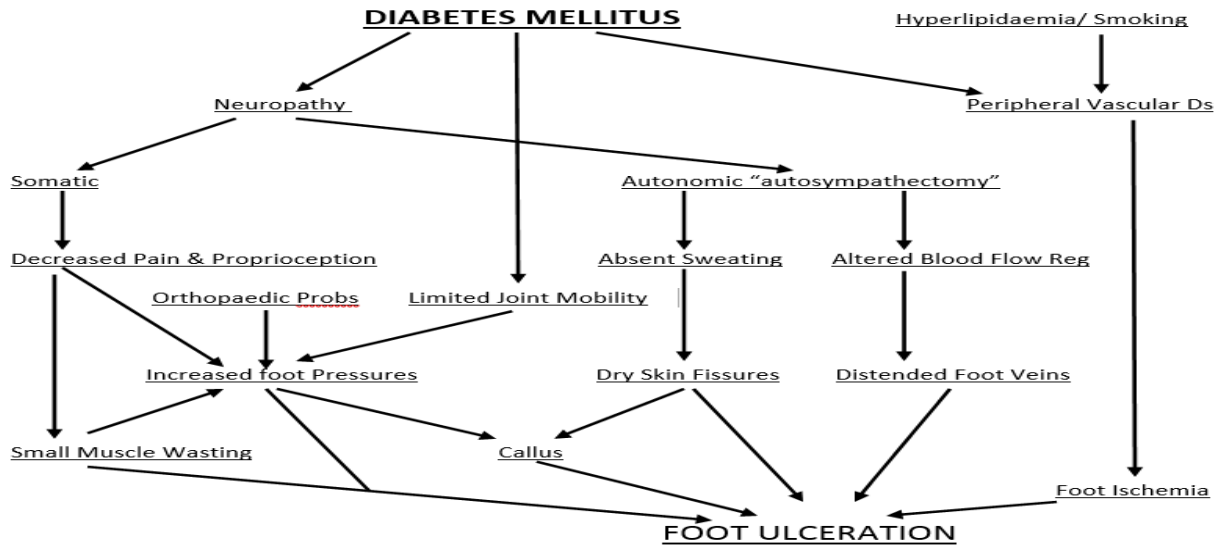 DIABETES MELLITUS
Hyperlipidaemia/ Smoking
Neuropathy
Peripheral Vascular Ds
Somatic
Autonomic “autosympathectomy”
Decreased Pain & Proprioception
Absent Sweating
Altered Blood Flow Reg
Orthopaedic Probs
Limited Joint Mobility
Increased foot Pressures
Dry Skin Fissures
Distended Foot Veins
Small Muscle Wasting
Callus
Foot Ischemia
FOOT ULCERATION